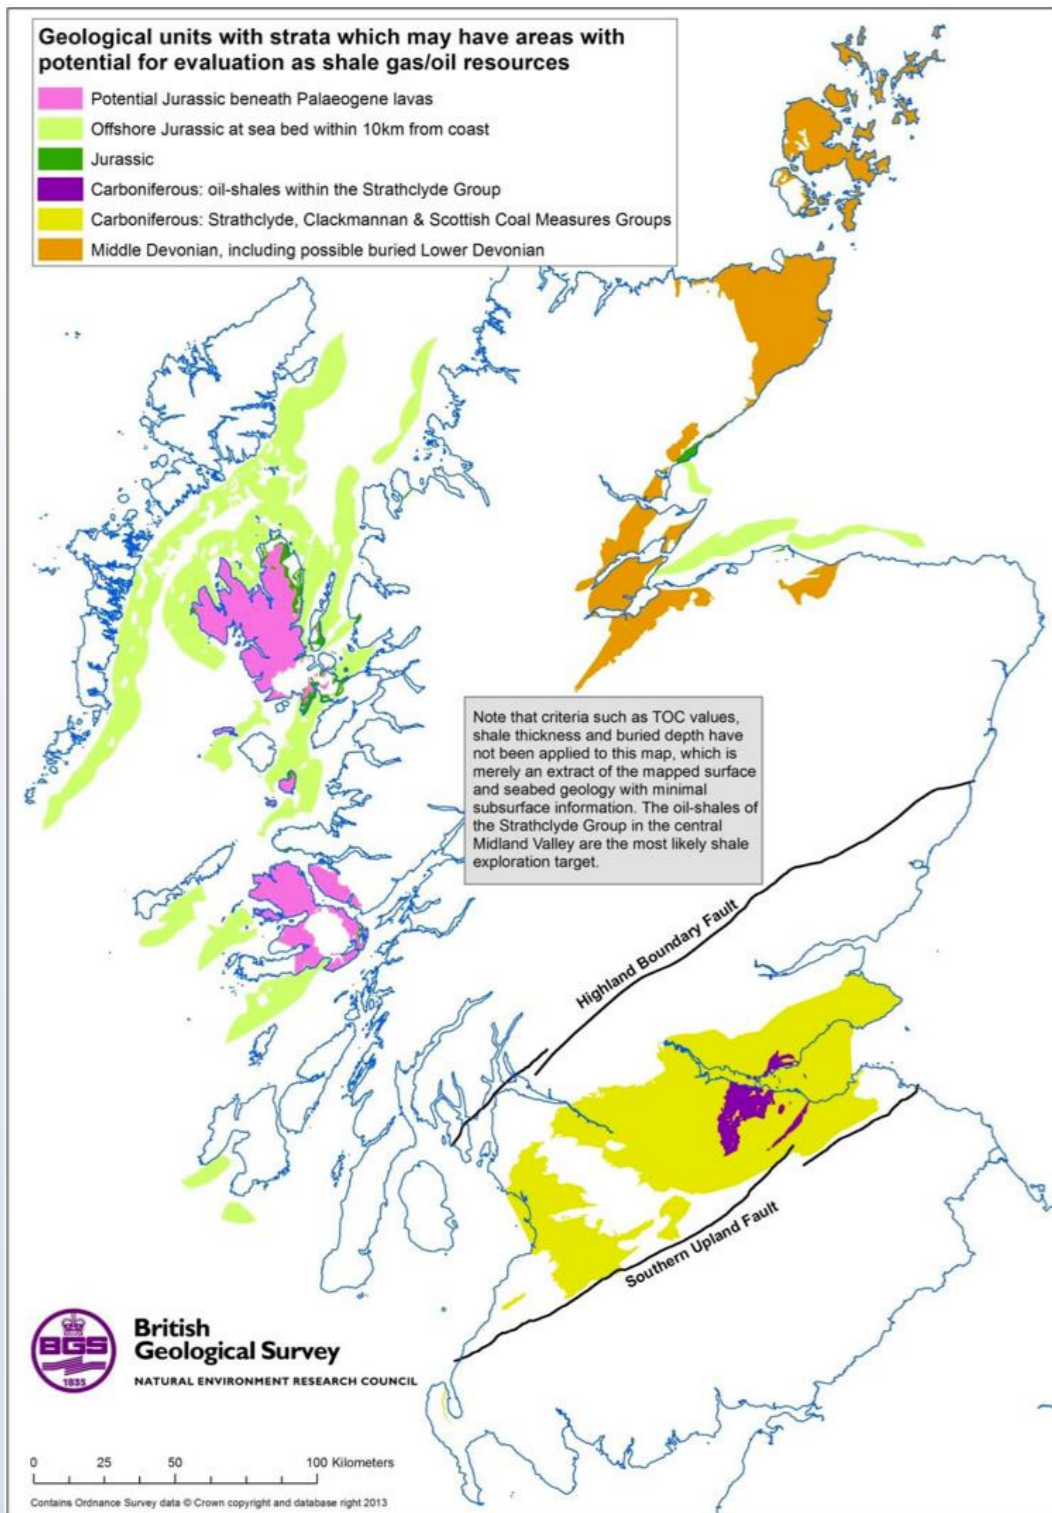 Geological units with strata which may have areas with
potential for evaluation as shale gas/oil resources
Potential Jurassic beneath Palaeogene lavas
Offshore Jurassic at sea bed within 10km from coast
Jurassic
Carboniferous: oil-shales within the Strathclyde Group
Carboniferous: Strathclyde, Clackmannan & Scottish Coal Measures Groups
Middle Devonian, including possible buried Lower Devonian
Note that criteria such as TOC values,
shale thickness and buried depth have
not been applied to this map, which is
merely an extract of the mapped surface
and seabed geology with minimal
subsurface information. The oil-shales of
the Strathclyde Group in the central
Midland Valley are the most likely shale
exploration target.
Highland Boundary Fault
Southern Upland Fault
BGS
1835
British
Geological Survey
NATURAL ENVIRONMENT RESEARCH COUNCIL
0 25 50 100 Kilometers
Contains Ordnance Survey data © Crown copyright and database right 2013